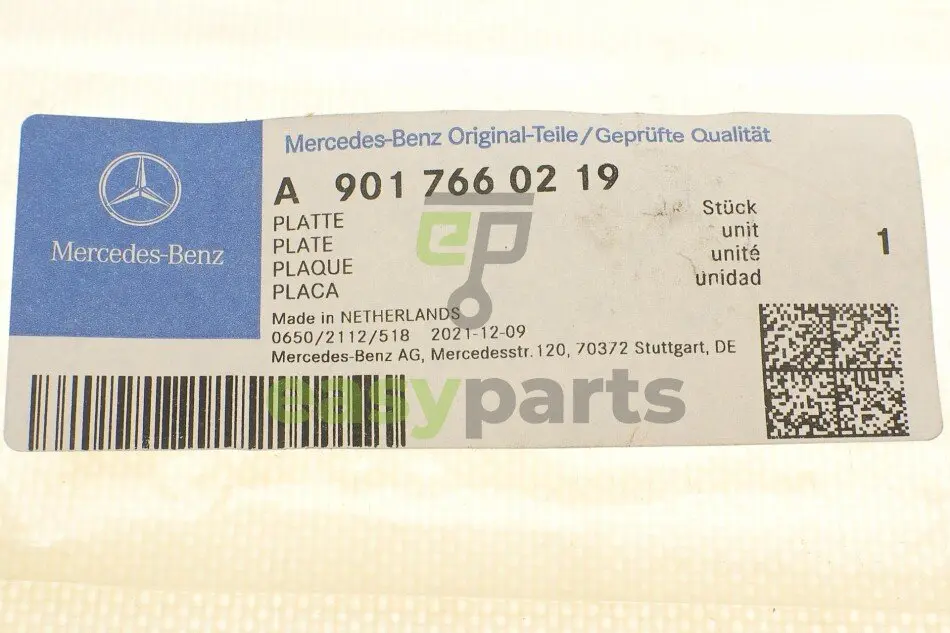 Mercedes-Benz
Mercedes-Benz Original-Teile/Geprüfte Qualität
A 901 766 02 19
PLATTE
PLATE
PLAQUE
PLACA
Stück
unit
unité
unidad
1
Made in NETHERLANDS
0650/2112/518 2021-12-09
Mercedes-Benz AG, Mercedesstr. 120, 70372 Stuttgart, DE
ep
easyparts